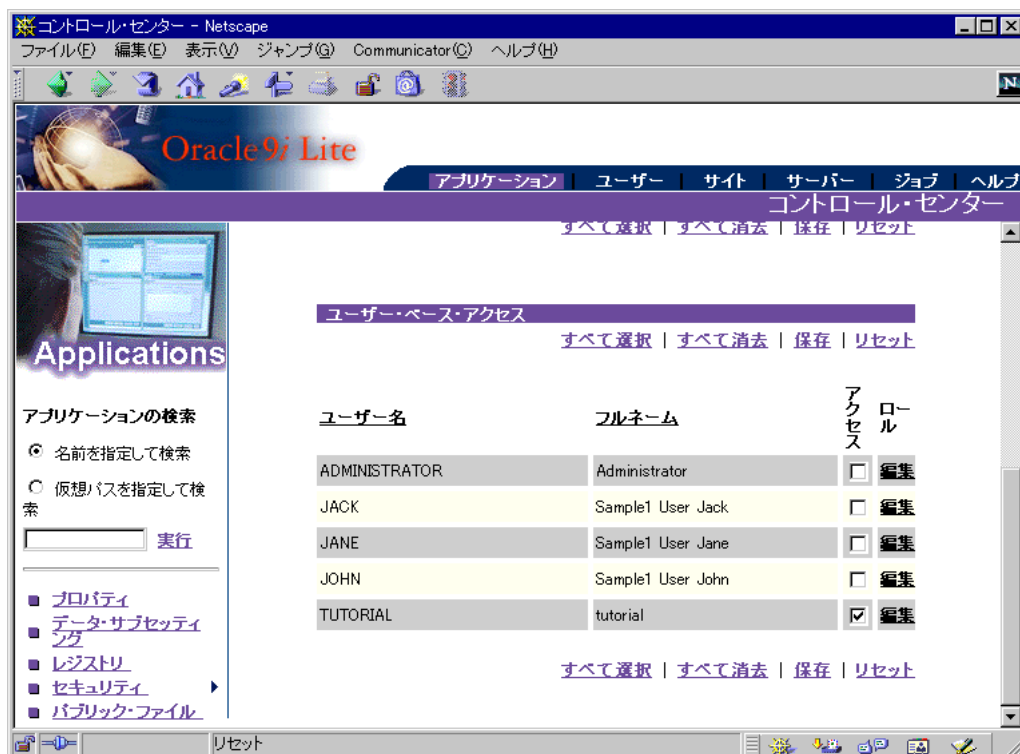 コントロール・センター - Netscape
ファイル(F) 編集(E) 表示(V) ジャンプ(G) Communicator(C) ヘルプ(H)
N
Oracle9i Lite
アプリケーション ユーザー サイト サーバー ジョブ ヘルプ
コントロール・センター
すべて選択 | すべて消去 | 保存 | リセット
Applications
アプリケーションの検索
名前を指定して検索
仮想パスを指定して検
索
実行
プロパティ
データ・サブセッティ
ング
レジストリ
セキュリティ
パブリック・ファイル
ユーザー・ベース・アクセス
すべて選択 | すべて消去 | 保存 | リセット
ユーザー名 フルネーム アクセス ロール
ADMINISTRATOR Administrator 編集
JACK Sample1 User Jack 編集
JANE Sample1 User Jane 編集
JOHN Sample1 User John 編集
TUTORIAL tutorial 編集
すべて選択 | すべて消去 | 保存 | リセット
リセット